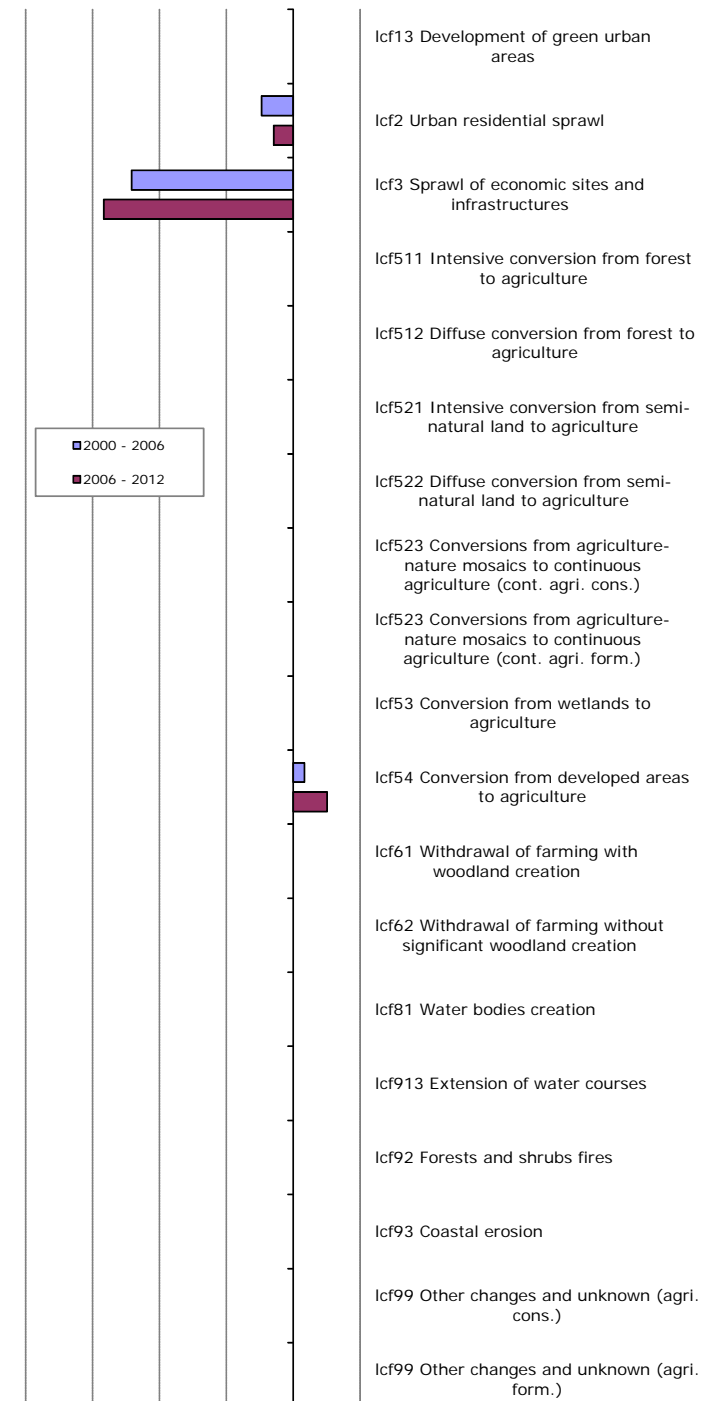 lcf13 Development of green urban
areas
lcf2 Urban residential sprawl
lcf3 Sprawl of economic sites and
infrastructures
lcf511 Intensive conversion from forest
to agriculture
lcf512 Diffuse conversion from forest to
agriculture
lcf521 Intensive conversion from semi-
natural land to agriculture
2000 - 2006
2006 - 2012
lcf522 Diffuse conversion from semi-
natural land to agriculture
lcf523 Conversions from agriculture-
nature mosaics to continuous
agriculture (cont. agri. cons.)
lcf523 Conversions from agriculture-
nature mosaics to continuous
agriculture (cont. agri. form.)
lcf53 Conversion from wetlands to
agriculture
lcf54 Conversion from developed areas
to agriculture
lcf61 Withdrawal of farming with
woodland creation
lcf62 Withdrawal of farming without
significant woodland creation
lcf81 Water bodies creation
lcf913 Extension of water courses
lcf92 Forests and shrubs fires
lcf93 Coastal erosion
lcf99 Other changes and unknown (agri.
cons.)
lcf99 Other changes and unknown (agri.
form.)